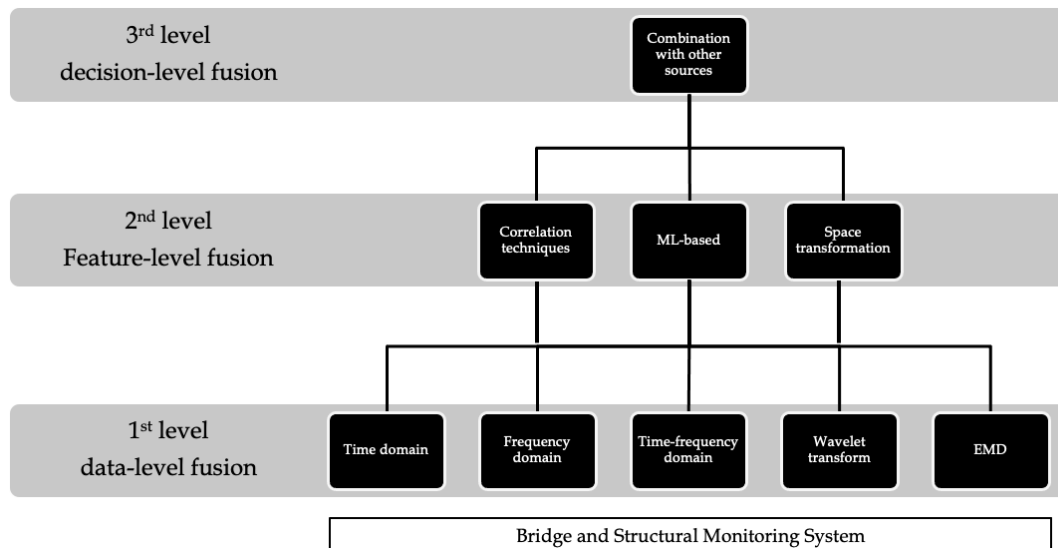 3rd level
decision-level fusion
Combination
with other
sources
2nd level
Feature-level fusion
Correlation
techniques
ML-based
Space
transformation
1st level
data-level fusion
Time domain
Frequency
domain
Time-frequency
domain
Wavelet
transform
EMD
Bridge and Structural Monitoring System